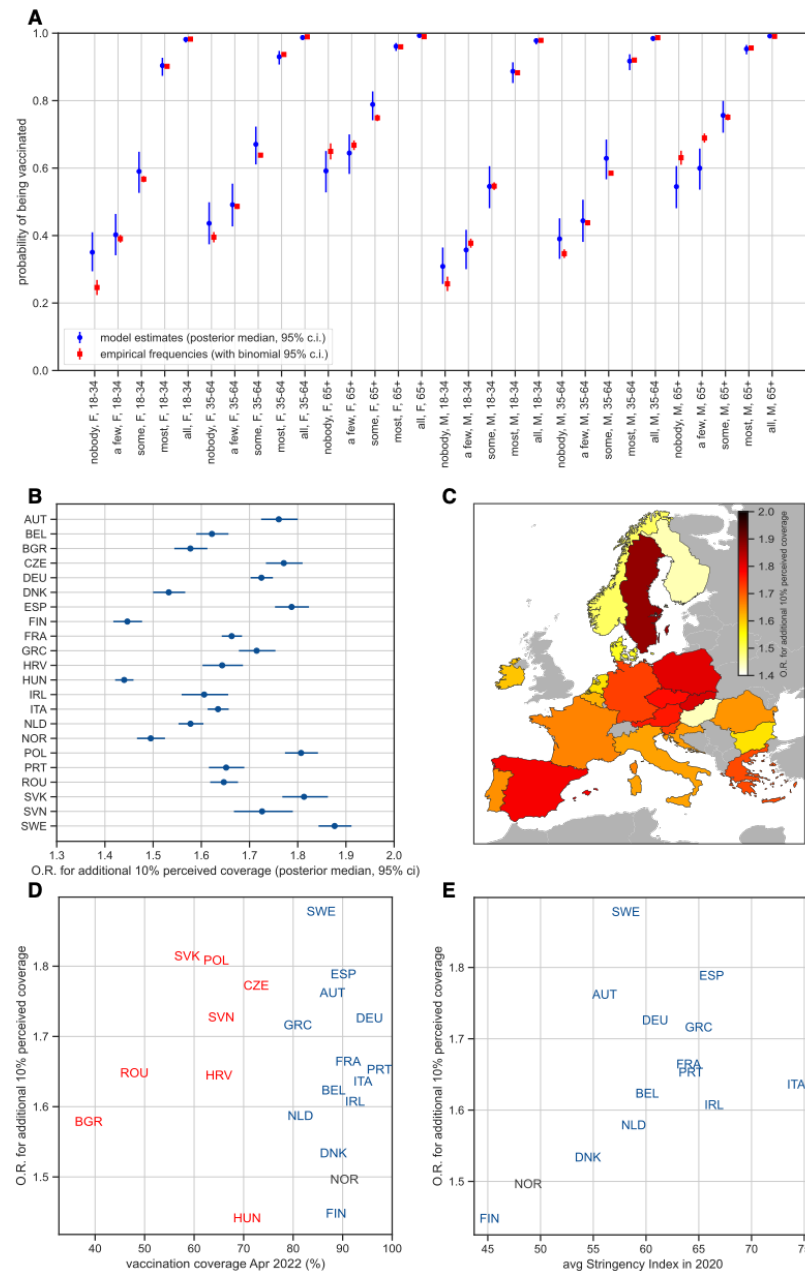 A
probability of being vaccinated
1.0
0.8
0.6
0.4
0.2
0.0
model estimates (posterior median, 95% c.i.)
empirical frequencies (with binomial 95% c.i.)
nobody, F, 18-34
a few, F, 18-34
some, F, 18-34
most, F, 18-34
all, F, 18-34
nobody, F, 35-64
a few, F, 35-64
some, F, 35-64
most, F, 35-64
all, F, 35-64
nobody, F, 65+
a few, F, 65+
some, F, 65+
most, F, 65+
all, F, 65+
nobody, M, 18-34
a few, M, 18-34
some, M, 18-34
most, M, 18-34
all, M, 18-34
nobody, M, 35-64
a few, M, 35-64
some, M, 35-64
most, M, 35-64
all, M, 35-64
nobody, M, 65+
a few, M, 65+
some, M, 65+
most, M, 65+
all, M, 65+
B
AUT
BEL
BGR
CZE
DEU
DNK
ESP
FIN
FRA
GRC
HRV
HUN
IRL
ITA
NLD
NOR
POL
PRT
ROU
SVK
SVN
SWE
1.3 1.4 1.5 1.6 1.7 1.8 1.9 2.0
O.R. for additional 10% perceived coverage (posterior median, 95% ci)
C
2.0
1.9
1.8
1.7
1.6
1.5
1.4
O.R. for additional 10% perceived coverage
D
O.R. for additional 10% perceived coverage
1.8
1.7
1.6
1.5
SWE
SVK
POL
ESP
CZE
AUT
SVN
DEU
GRC
FRA
PRT
ROU
HRV
ITA
BEL
IRL
NLD
BGR
DNK
NOR
FIN
HUN
40 50 60 70 80 90 100
vaccination coverage Apr 2022 (%)
E
O.R. for additional 10% perceived coverage
1.8
1.7
1.6
1.5
SWE
ESP
AUT
DEU
GRC
FRA
PRT
ITA
BEL
IRL
NLD
DNK
NOR
FIN
45 50 55 60 65 70 75
avg Stringency Index in 2020